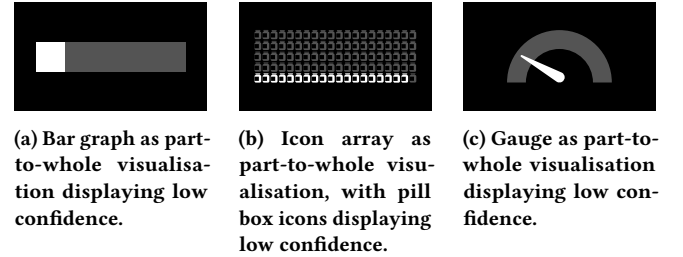 (a) Bar graph as part-
to-whole visualisa-
tion displaying low
confidence.
(b) Icon array as
part-to-whole visu-
alisation, with pill
box icons displaying
low confidence.
(c) Gauge as part-to-
whole visualisation
displaying low con-
fidence.